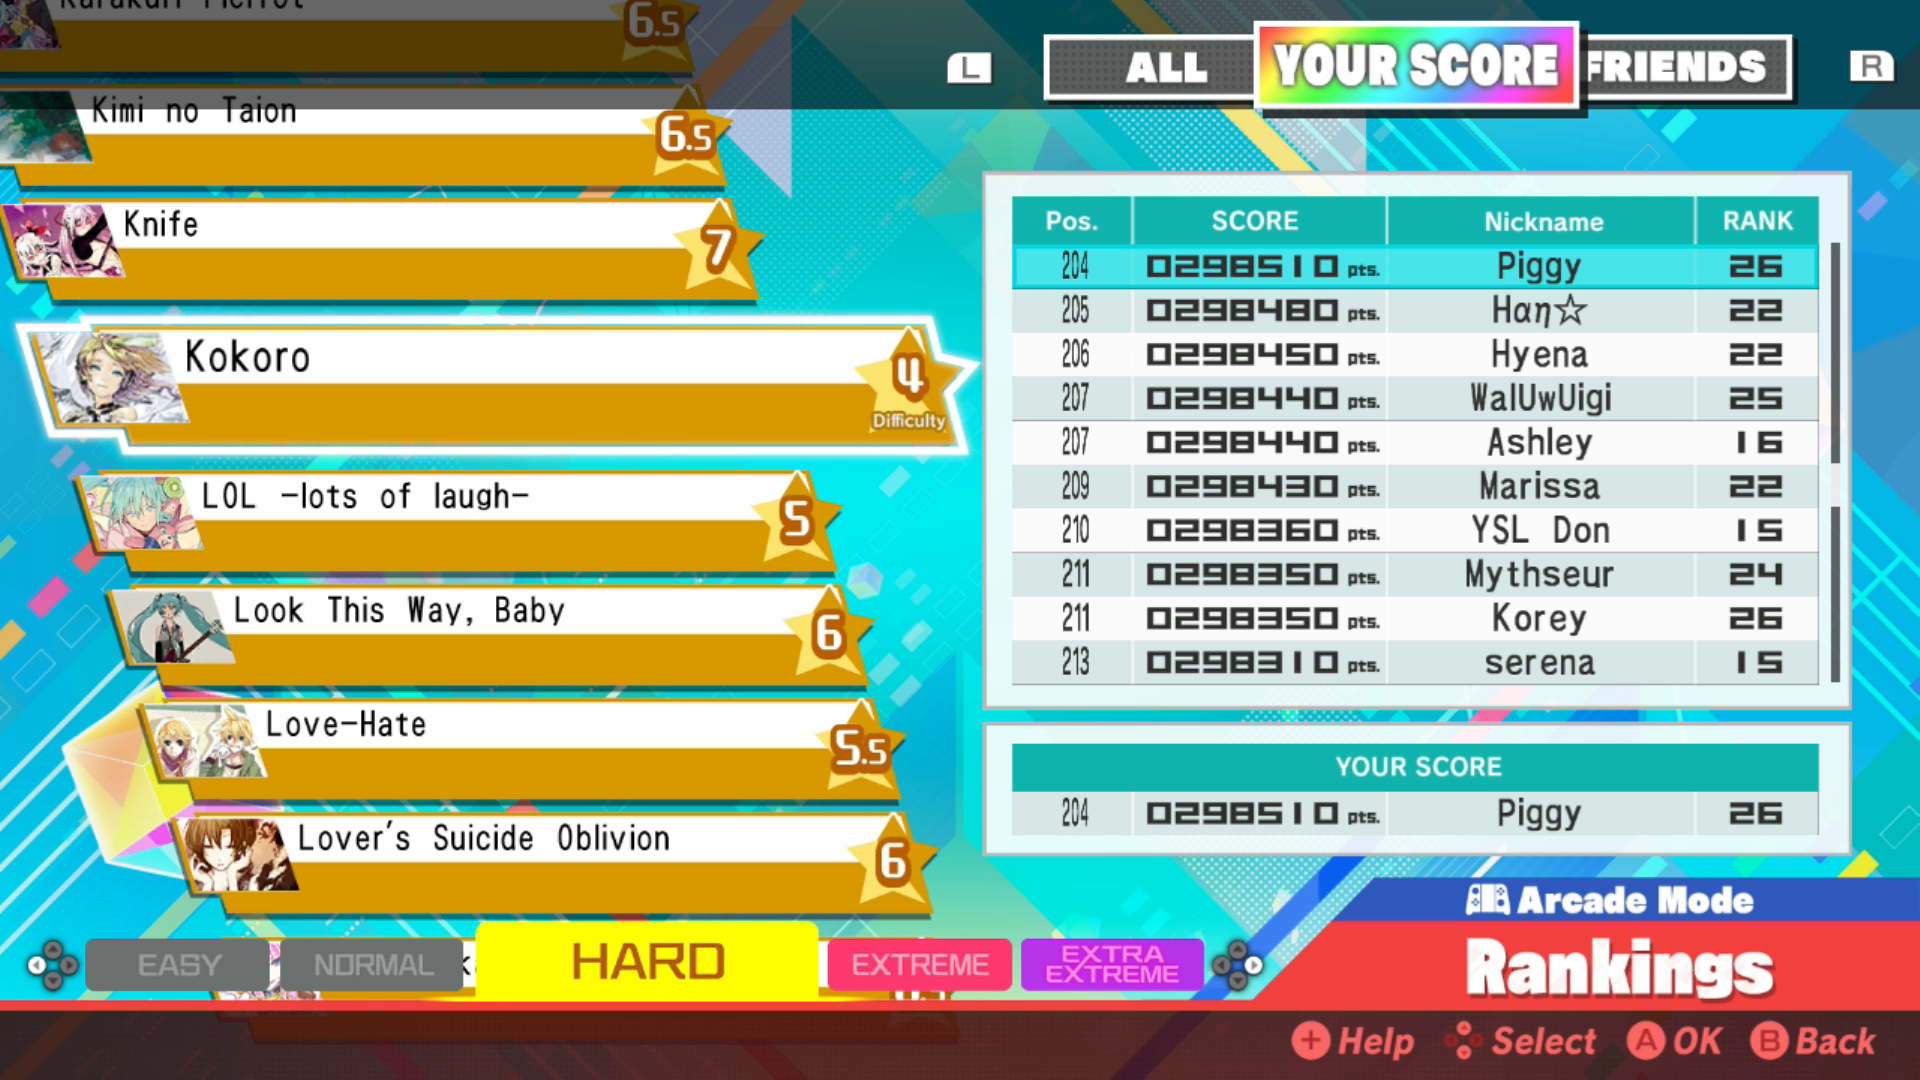 Karakuri Pierrot
6.5
L
ALL
YOUR SCORE
FRIENDS
R
Kimi no Taion
6.5
Knife
7
Kokoro
4
Difficulty
LOL -lots of laugh-
5
Look This Way, Baby
6
Love-Hate
5.5
Lover's Suicide Oblivion
6
Pos. SCORE Nickname RANK
204 0298510 pts. Piggy 26
205 0298480 pts. Hαη☆ 22
206 0298450 pts. Hyena 22
207 0298440 pts. WalUwUigi 25
207 0298440 pts. Ashley 16
209 0298430 pts. Marissa 22
210 0298360 pts. YSL Don 15
211 0298350 pts. Mythseur 24
211 0298350 pts. Korey 26
213 0298310 pts. serena 15
YOUR SCORE
204 0298510 pts. Piggy 26
Arcade Mode
Rankings
EASY
NORMAL
HARD
EXTREME
EXTRA
EXTREME
+ Help
Select
A OK
B Back